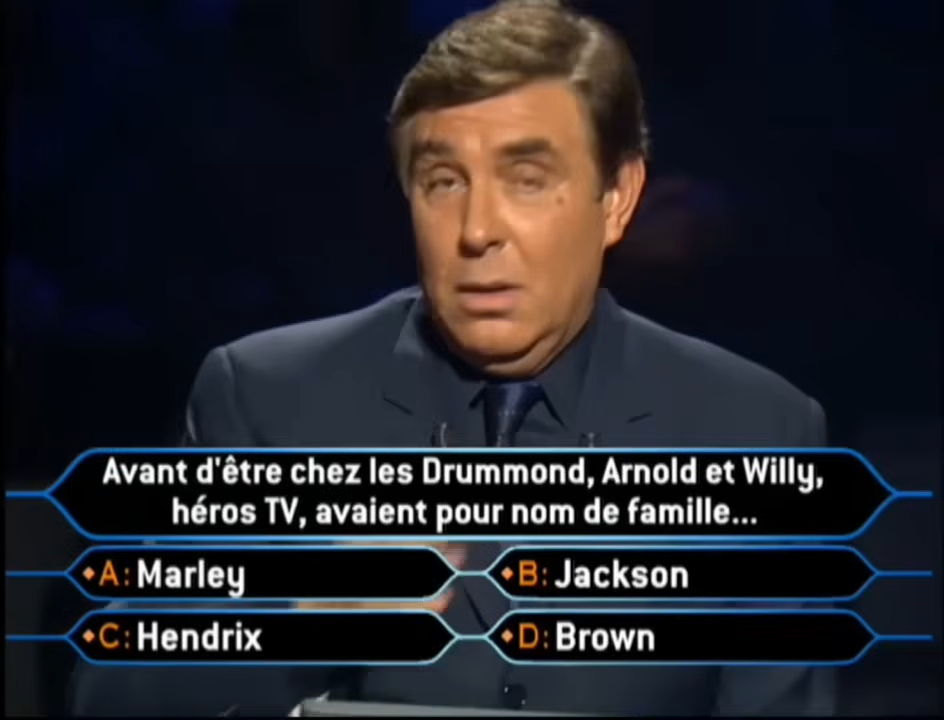 Avant d'être chez les Drummond, Arnold et Willy,
héros TV, avaient pour nom de famille...
A: Marley
B: Jackson
C: Hendrix
D: Brown